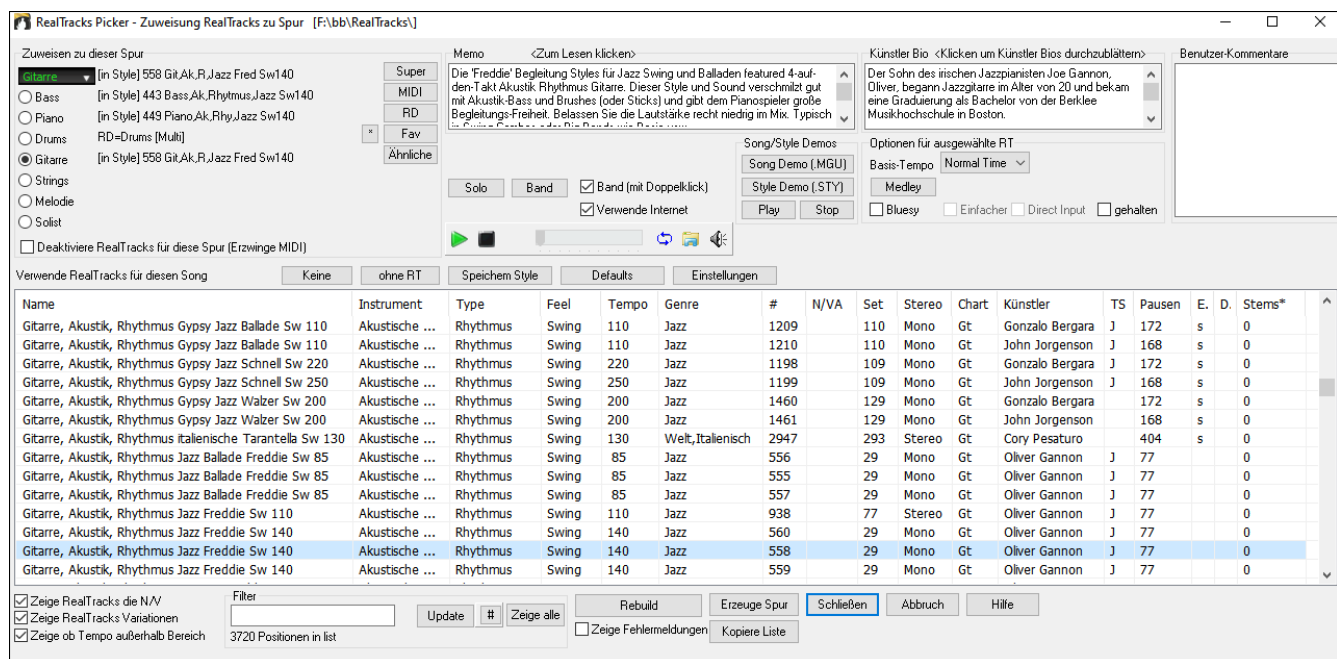 RealTracks Picker - Zuweisung RealTracks zu Spur [F:\bb\RealTracks\]
Zuweisen zu dieser Spur
Gitarre [in Style] 558 Git,Ak,R,Jazz Fred Sw140
Bass [in Style] 443 Bass,Ak,Rhytmus,Jazz Sw140
Piano [in Style] 449 Piano,Ak,Rhy,Jazz Sw140
Drums RD=Drums [Multi]
Gitarre [in Style] 558 Git,Ak,R,Jazz Fred Sw140
Strings
Melodie
Solist
Deaktiviere RealTracks für diese Spur (Erzwinge MIDI)
Super
MIDI
RD
* Fav
Ähnliche
Memo <Zum Lesen klicken>
Die 'Freddie' Begleitung Styles für Jazz Swing und Balladen featured 4-auf-
den-Takt Akustik Rhythmus Gitarre. Dieser Style und Sound verschmilzt gut
mit Akustik-Bass und Brushes (oder Sticks) und gibt dem Pianospieler große
Begleitungs-Freiheit. Belassen Sie die Lautstärke recht niedrig im Mix. Typisch
Solo Band Band (mit Doppelklick)
Verwende Internet
Song/Style Demos
Song Demo (.MGU)
Style Demo (.STY)
Play Stop
Künstler Bio <Klicken um Künstler Bios durchzublättern>
Der Sohn des irischen Jazzpianisten Joe Gannon,
Oliver, begann Jazzgitarre im Alter von 20 und bekam
eine Graduierung als Bachelor von der Berklee
Musikhochschule in Boston.
Optionen für ausgewählte RT
Basis-Tempo Normal Time
Medley
Bluesy Einfacher Direct Input gehalten
Benutzer-Kommentare
Verwende RealTracks für diesen Song Keine ohne RT Speichern Style Defaults Einstellungen
Name Instrument Type Feel Tempo Genre # N/VA Set Stereo Chart Künstler TS Pausen E. D. Stems*
Gitarre, Akustik, Rhythmus Gypsy Jazz Ballade Sw 110 Akustische ... Rhythmus Swing 110 Jazz 1209 110 Mono Gt Gonzalo Bergara J 172 s 0
Gitarre, Akustik, Rhythmus Gypsy Jazz Ballade Sw 110 Akustische ... Rhythmus Swing 110 Jazz 1210 110 Mono Gt John Jorgenson J 168 s 0
Gitarre, Akustik, Rhythmus Gypsy Jazz Schnell Sw 220 Akustische ... Rhythmus Swing 220 Jazz 1198 109 Mono Gt Gonzalo Bergara J 172 s 0
Gitarre, Akustik, Rhythmus Gypsy Jazz Schnell Sw 250 Akustische ... Rhythmus Swing 250 Jazz 1199 109 Mono Gt John Jorgenson J 168 s 0
Gitarre, Akustik, Rhythmus Gypsy Jazz Walzer Sw 200 Akustische ... Rhythmus Swing 200 Jazz 1460 129 Mono Gt Gonzalo Bergara 172 s 0
Gitarre, Akustik, Rhythmus Gypsy Jazz Walzer Sw 200 Akustische ... Rhythmus Swing 200 Jazz 1461 129 Mono Gt John Jorgenson 168 s 0
Gitarre, Akustik, Rhythmus italienische Tarantella Sw 130 Akustische ... Rhythmus Swing 130 Welt,Italienisch 2947 293 Stereo Gt Cory Pesaturo 404 s 0
Gitarre, Akustik, Rhythmus Jazz Ballade Freddie Sw 85 Akustische ... Rhythmus Swing 85 Jazz 556 29 Mono Gt Oliver Gannon J 77 0
Gitarre, Akustik, Rhythmus Jazz Ballade Freddie Sw 85 Akustische ... Rhythmus Swing 85 Jazz 555 29 Mono Gt Oliver Gannon J 77 0
Gitarre, Akustik, Rhythmus Jazz Ballade Freddie Sw 85 Akustische ... Rhythmus Swing 85 Jazz 557 29 Mono Gt Oliver Gannon J 77 0
Gitarre, Akustik, Rhythmus Jazz Freddie Sw 110 Akustische ... Rhythmus Swing 110 Jazz 938 77 Stereo Gt Oliver Gannon J 77 0
Gitarre, Akustik, Rhythmus Jazz Freddie Sw 140 Akustische ... Rhythmus Swing 140 Jazz 560 29 Mono Gt Oliver Gannon J 77 0
Gitarre, Akustik, Rhythmus Jazz Freddie Sw 140 Akustische ... Rhythmus Swing 140 Jazz 558 29 Mono Gt Oliver Gannon J 77 0
Gitarre, Akustik, Rhythmus Jazz Freddie Sw 140 Akustische ... Rhythmus Swing 140 Jazz 559 29 Mono Gt Oliver Gannon J 77 0
Zeige RealTracks die N/V
Zeige RealTracks Variationen
Zeige ob Tempo außerhalb Bereich
Filter
Update # Zeige alle
3720 Positionen in list
Rebuild Erzeuge Spur Schließen Abbruch Hilfe
Zeige Fehlermeldungen Kopiere Liste